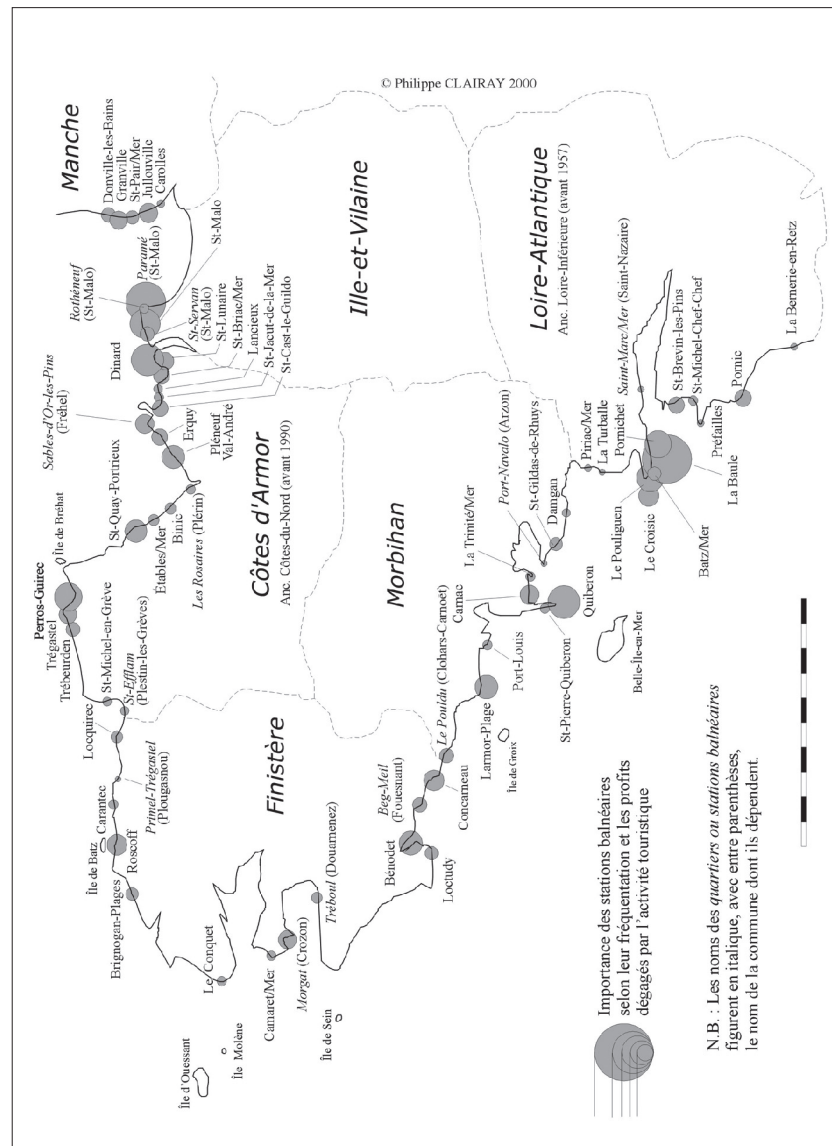 © Philippe CLAIRAY 2000
Manche
Donville-les-Bains
Granville
St-Pair/Mer
Jullouville
Carolles
St-Malo
Paramé
(St-Malo)
Rothéneuf
(St-Malo)
St-Servan
(St-Malo)
St-Lunaire
St-Briac/Mer
Lancieux
St-Jacut-de-la-Mer
St-Cast-le-Guildo
Dinard
Sables-d'Or-les-Pins
(Fréhel)
Erquy
Pléneuf
Val-André
St-Quay-Portrieux
Étables/Mer
Binic
Les Rosaires (Plérin)
Île de Bréhat
Perros-Guirec
Trégastel
Trébeurden
St-Michel-en-Grève
St-Efflam
(Plestin-les-Grèves)
Locquirec
Primel-Trégastel
(Plougasnou)
Carantec
Île de Batz
Roscoff
Brignogan-Plages
Le Conquet
Île d'Ouessant
Île Molène
Camaret/Mer
Morgat (Crozon)
Île de Sein
Tréboul (Douarnenez)
Finistère
Côtes d'Armor
Anc. Côtes-du-Nord (avant 1990)
Ille-et-Vilaine
Morbihan
Loire-Atlantique
Anc. Loire-Inférieure (avant 1957)
Bénodet
Loctudy
Beg-Meil
(Fouesnant)
Concarneau
Le Pouldu (Clohars-Carnoët)
Larmor-Plage
Île de Groix
Port-Louis
Carnac
La Trinité/Mer
St-Pierre-Quiberon
Quiberon
Belle-Île-en-Mer
Port-Navalo (Arzon)
St-Gildas-de-Rhuys
Damgan
Piriac/Mer
La Turballe
Pornichet
Saint-Marc/Mer (Saint-Nazaire)
Le Pouliguen
Le Croisic
Batz/Mer
La Baule
St-Brevin-les-Pins
St-Michel-Chef-Chef
Préfailles
Pornic
La Bernerie-en-Retz
Importance des stations balnéaires
selon leur fréquentation et les profits
dégagés par l'activité touristique
N.B. : Les noms des quartiers ou stations balnéaires
figurent en italique, avec entre parenthèses,
le nom de la commune dont ils dépendent.